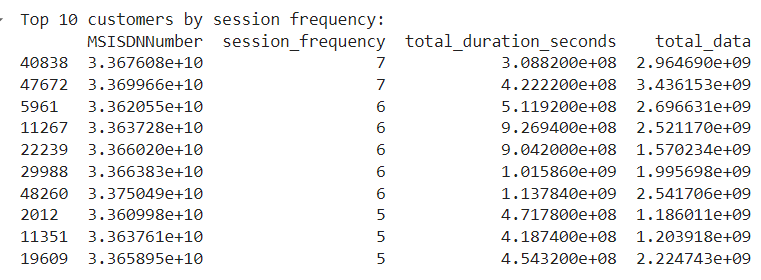 Top 10 customers by session frequency:
MSISDNNumber session_frequency total_duration_seconds total_data
40838 3.367608e+10 7 3.088200e+08 2.964690e+09
47672 3.369966e+10 7 4.222200e+08 3.436153e+09
5961 3.362055e+10 6 5.119200e+08 2.696631e+09
11267 3.363728e+10 6 9.269400e+08 2.521170e+09
22239 3.366020e+10 6 9.042000e+08 1.570234e+09
29988 3.366383e+10 6 1.015860e+09 1.995698e+09
48260 3.375049e+10 6 1.137840e+09 2.541706e+09
2012 3.360998e+10 5 4.717800e+08 1.186011e+09
11351 3.363761e+10 5 4.187400e+08 1.203918e+09
19609 3.365895e+10 5 4.543200e+08 2.224743e+09